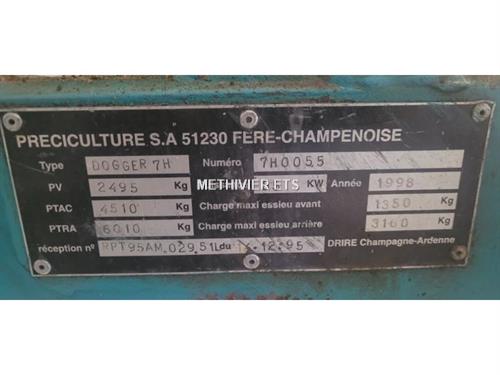 PRECICULTURE S.A 51230 FERE-CHAMPENOISE
Type DOGGER 7H Numéro 7H0055
PV 2495 Kg KW Année 1998
METHIVIER ETS
PTAC 4510 Kg Charge maxi essieu avant 1350 Kg
PTRA 6010 Kg Charge maxi essieu arrière 3160 Kg
réception nº RPT95AM.029.51 du 12.95 DRIRE Champagne-Ardenne